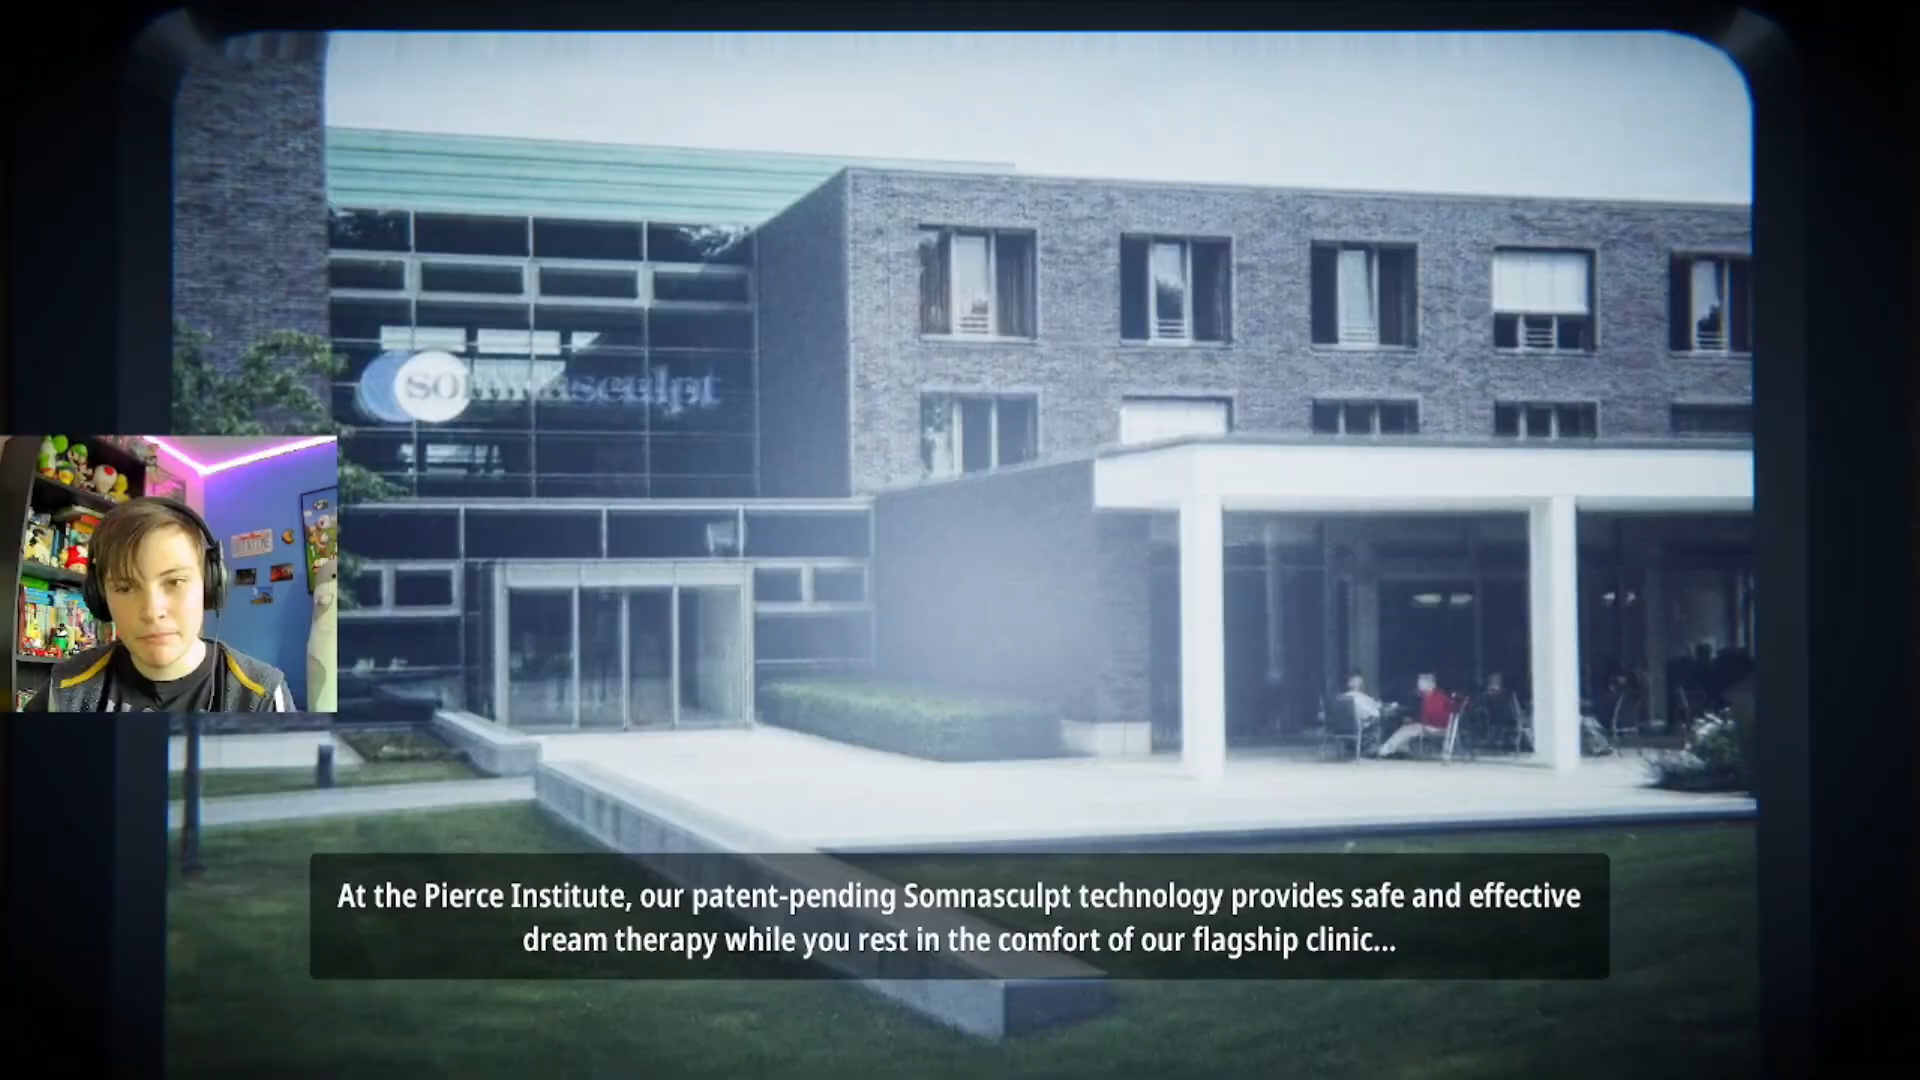 somnasculpt
At the Pierce Institute, our patent-pending Somnasculpt technology provides safe and effective
dream therapy while you rest in the comfort of our flagship clinic...